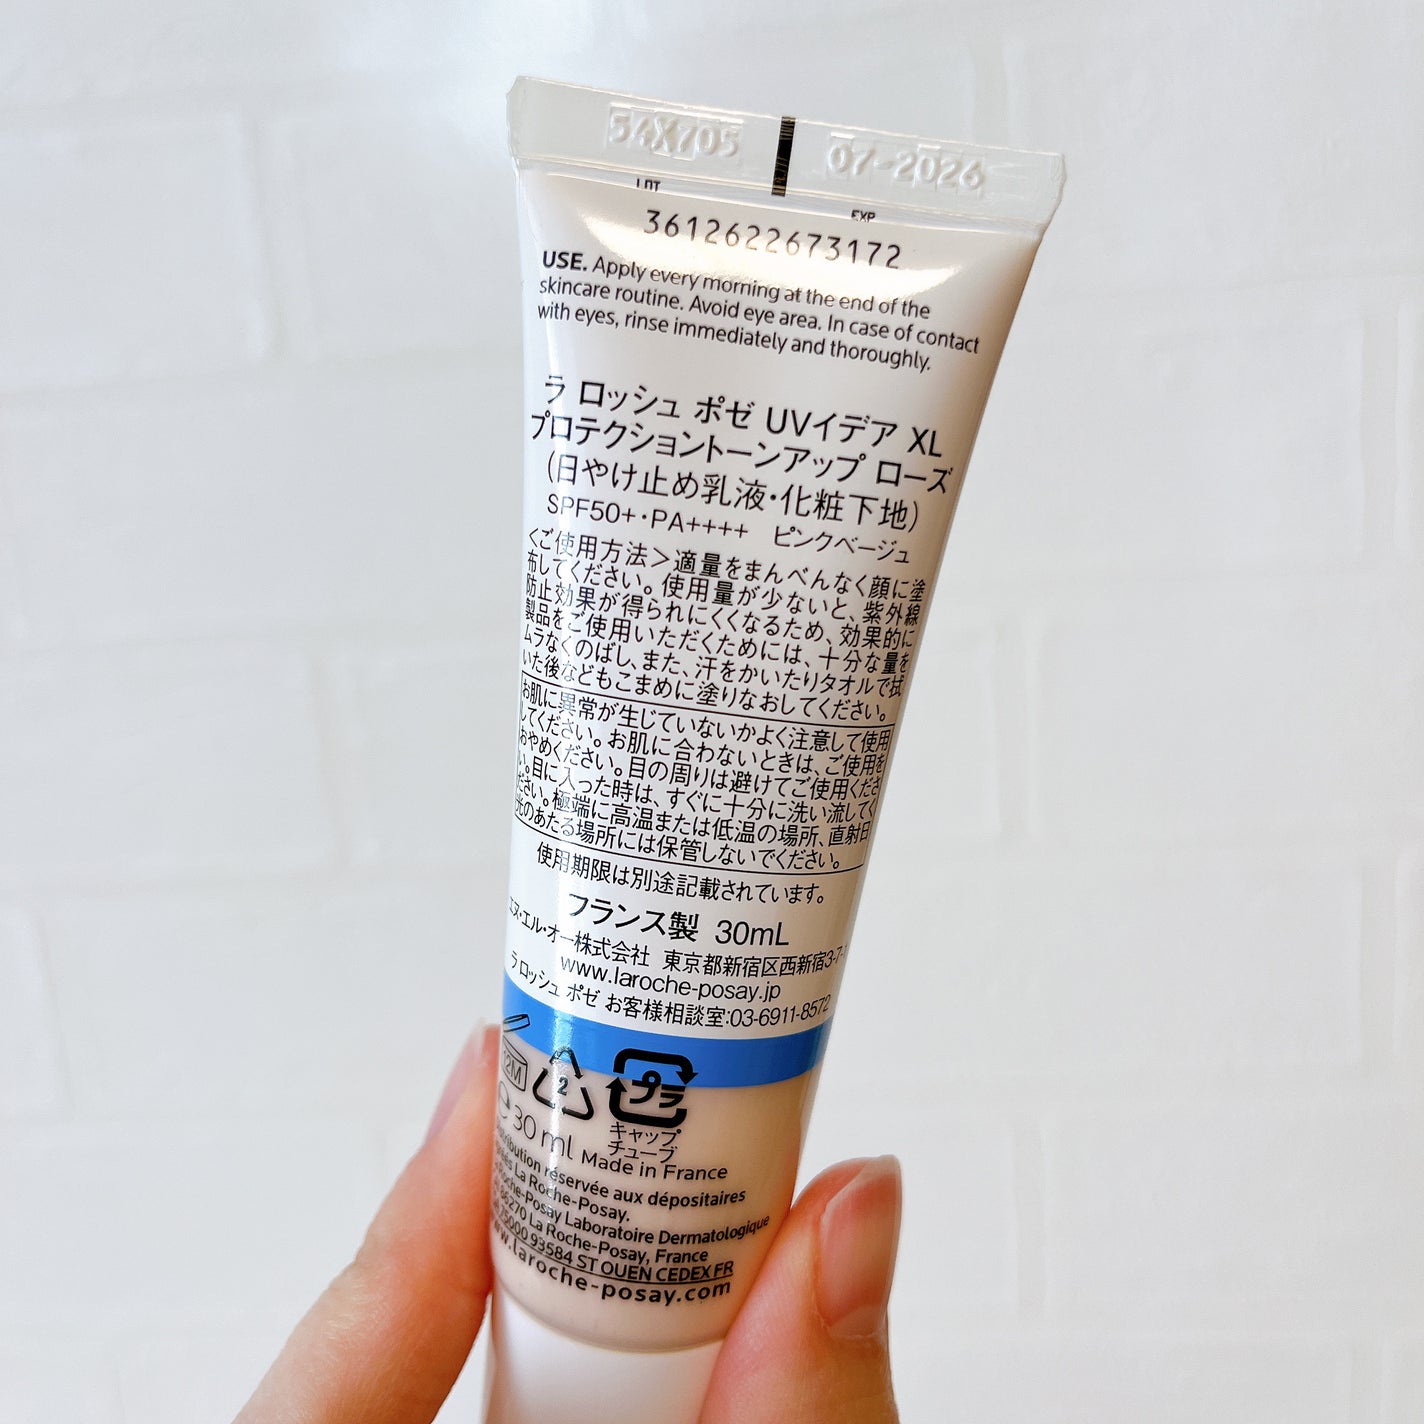 54X705 07-2026
LOT EXP
3612622673172
USE. Apply every morning at the end of the
skincare routine. Avoid eye area. In case of contact
with eyes, rinse immediately and thoroughly.
ラ ロッシュ ポゼ UVイデア XL
プロテクショントーンアップ ローズ
(日やけ止め乳液・化粧下地)
SPF50+・PA++++ ピンクベージュ
<ご使用方法>適量をまんべんなく顔に塗
布してください。使用量が少ないと、紫外線
防止効果が得られにくくなるため、効果的に
製品をご使用いただくためには、十分な量を
ムラなくのばし、また、汗をかいたりタオルで拭
いた後などもこまめに塗りなおしてください。
お肌に異常が生じていないかよく注意して使用
してください。お肌に合わないときは、ご使用を
おやめください。目の周りは避けてご使用くださ
い。目に入った時は、すぐに十分に洗い流してく
ださい。極端に高温または低温の場所、直射日
光のあたる場所には保管しないでください。
使用期限は別途記載されています。
フランス製 30mL
エヌ・エル・オー株式会社 東京都新宿区西新宿3-7-
www.laroche-posay.jp
ラ ロッシュ ポゼ お客様相談室:03-6911-8572
12M 2 プラ
キャップ
チューブ
e 30 ml Made in France
distribution réservée aux dépositaires
La Roche-Posay.
Roche-Posay Laboratoire Dermatologique
86270 La Roche-Posay, France
75000 93584 ST OUEN CEDEX FR
www.laroche-posay.com